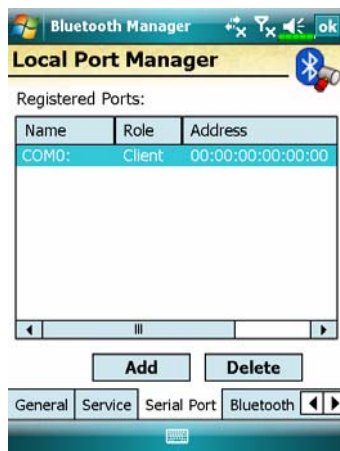 Bluetooth Manager ok
Local Port Manager
Registered Ports:
Name Role Address
COM0: Client 00:00:00:00:00:00
Add Delete
General Service Serial Port Bluetooth